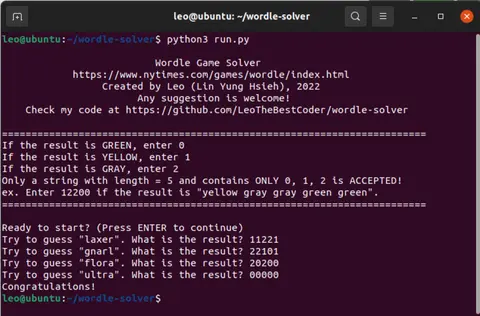 leo@ubuntu: ~/wordle-solver
leo@ubuntu:~/wordle-solver$ python3 run.py
Wordle Game Solver
https://www.nytimes.com/games/wordle/index.html
Created by Leo (Lin Yung Hsieh), 2022
Any suggestion is welcome!
Check my code at https://github.com/LeoTheBestCoder/wordle-solver
========================================================================
If the result is GREEN, enter 0
If the result is YELLOW, enter 1
If the result is GRAY, enter 2
Only a string with length = 5 and contains ONLY 0, 1, 2 is ACCEPTED!
ex. Enter 12200 if the result is "yellow gray gray green green".
========================================================================
Ready to start? (Press ENTER to continue)
Try to guess "laxer". What is the result? 11221
Try to guess "gnarl". What is the result? 22101
Try to guess "flora". What is the result? 20200
Try to guess "ultra". What is the result? 00000
Congratulations!
leo@ubuntu:~/wordle-solver$